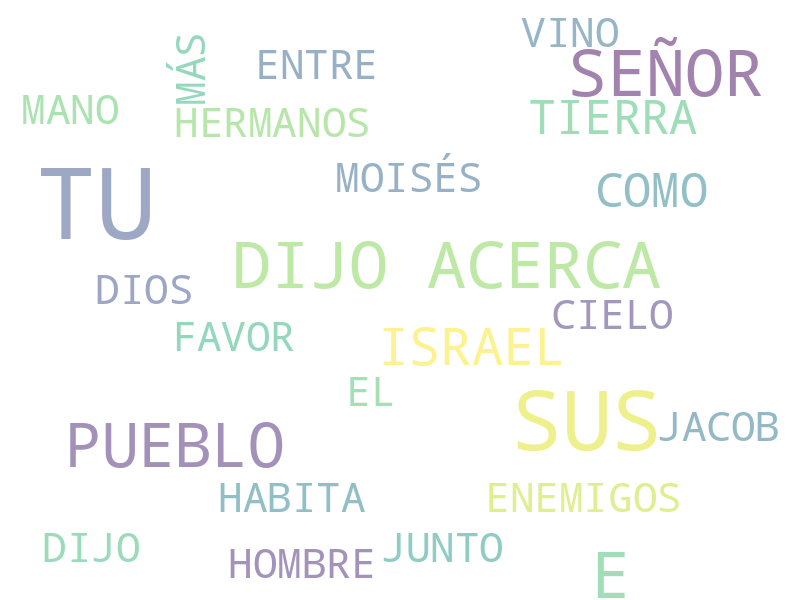 VINO
MÁS
ENTRE
SEÑOR
MANO
HERMANOS
TIERRA
MOISÉS
TU
COMO
DIJO ACERCA
DIOS
CIELO
FAVOR
ISRAEL
EL
SUS
JACOB
PUEBLO
HABITA
ENEMIGOS
DIJO
JUNTO
HOMBRE
E